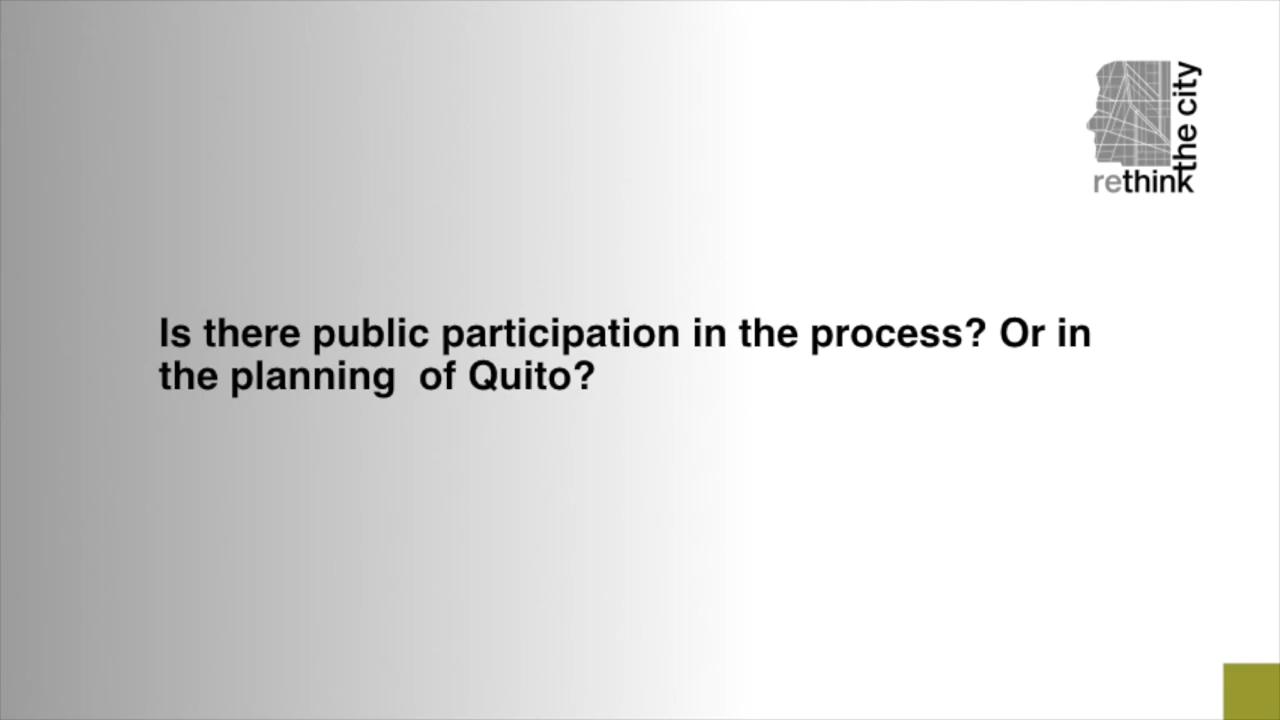 the city
rethink
Is there public participation in the process? Or in
the planning  of Quito?